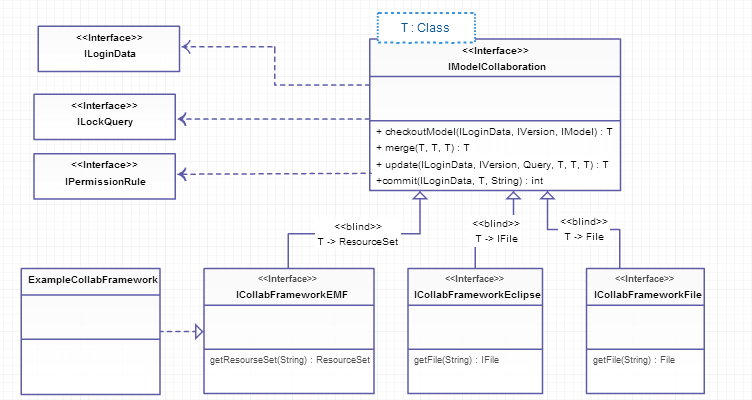 T : Class
<<Interface>>
ILoginData
<<Interface>>
IModelCollaboration
<<Interface>>
ILockQuery
+ checkoutModel(ILoginData, IVersion, IModel) : T
+ merge(T, T, T) : T
+ update(ILoginData, IVersion, Query, T, T, T) : T
+commit(ILoginData, T, String) : int
<<Interface>>
IPermissionRule
<<blind>>
T -> ResourceSet
<<blind>>
T -> IFile
<<blind>>
T -> File
ExampleCollabFramework
<<Interface>>
ICollabFrameworkEMF
getResourseSet(String) : ResourceSet
<<Interface>>
ICollabFrameworkEclipse
getFile(String) : IFile
<<Interface>>
ICollabFrameworkFile
getFile(String) : File